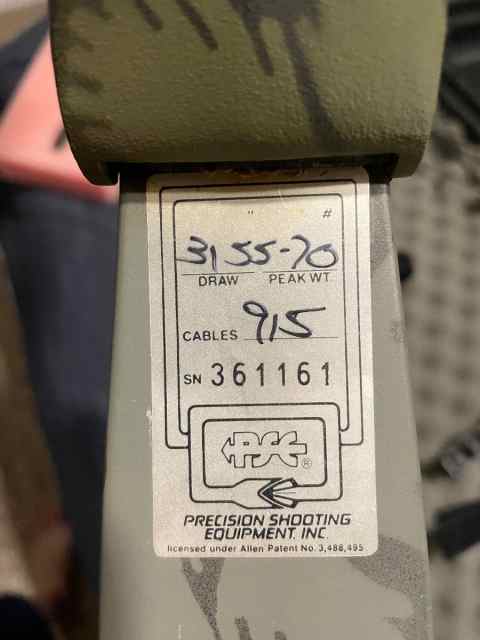 " #
31 55-70
DRAW PEAK WT.
CABLES 915
SN 361161
PSE ®
PRECISION SHOOTING
EQUIPMENT, INC.
licensed under Allen Patent No. 3,486,495